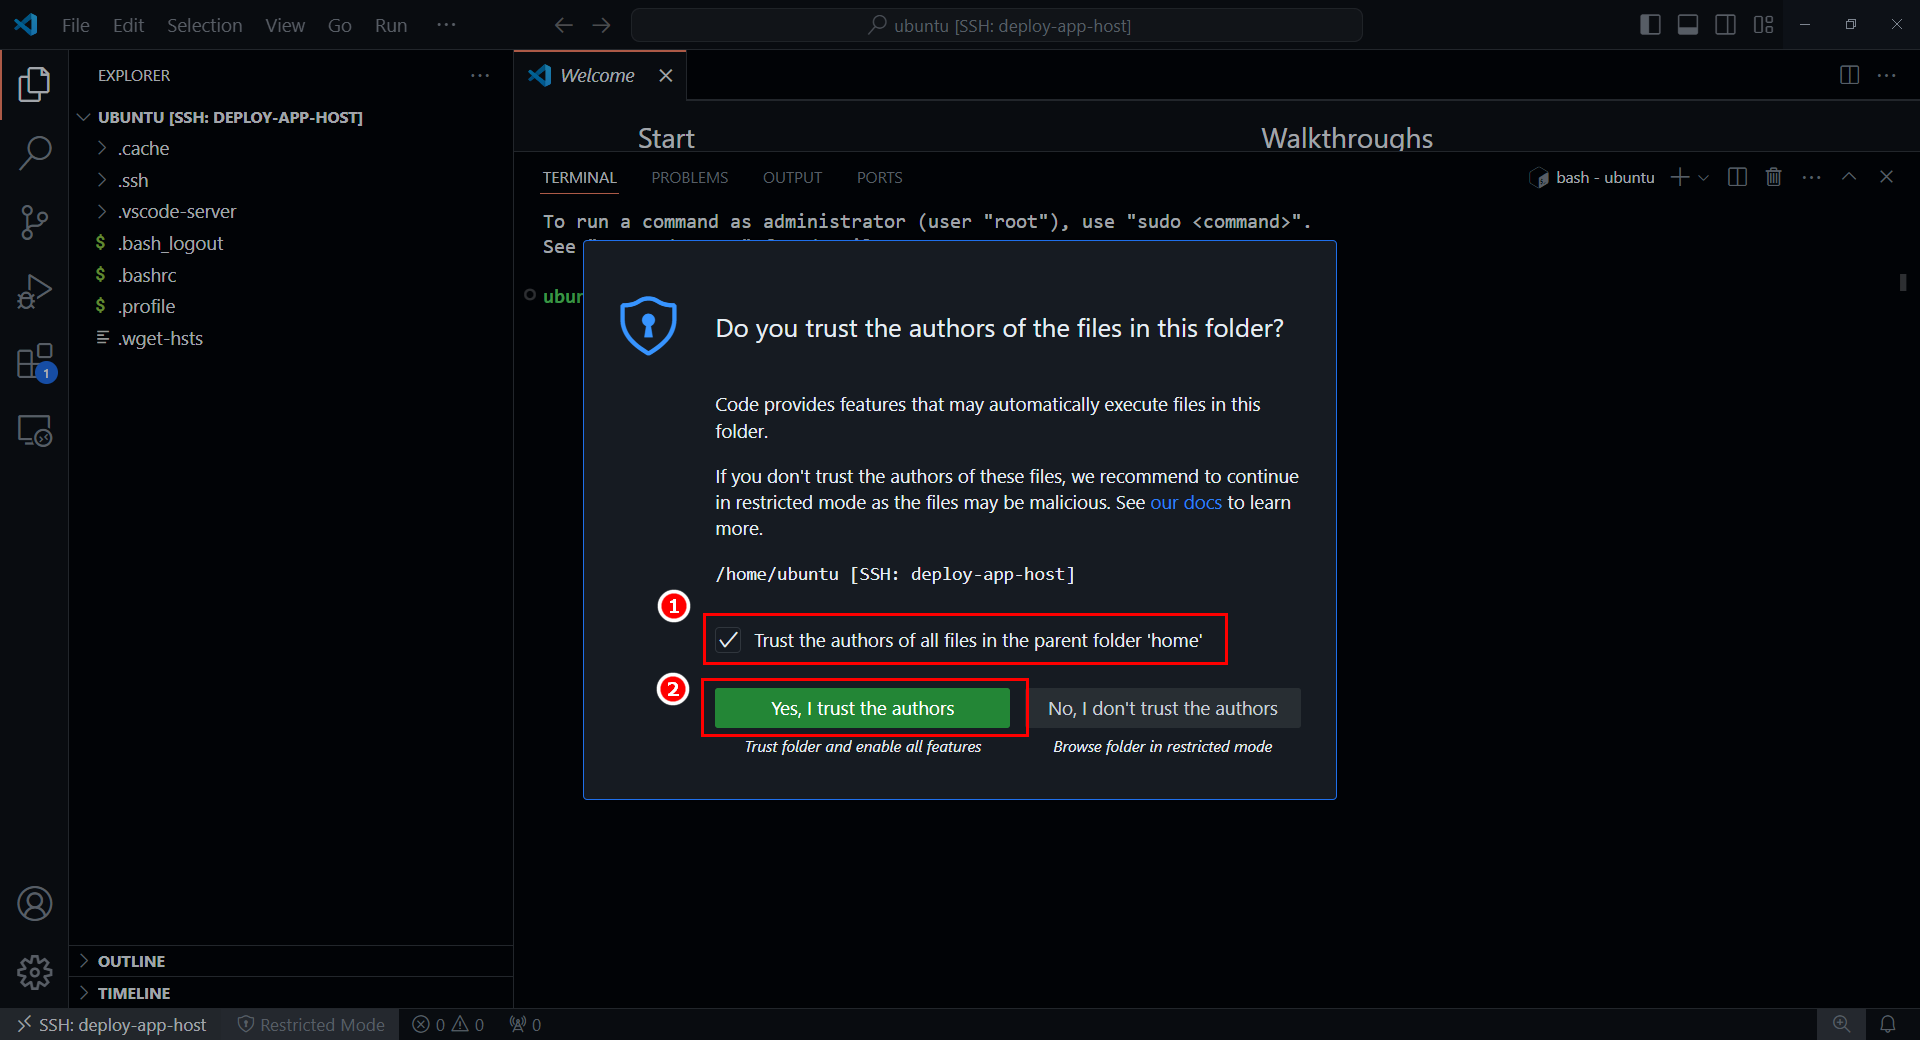 File Edit Selection View Go Run ···
ubuntu [SSH: deploy-app-host]
EXPLORER
Welcome
UBUNTU [SSH: DEPLOY-APP-HOST]
.cache
.ssh
.vscode-server
.bash_logout
.bashrc
.profile
.wget-hsts
Start
Walkthroughs
TERMINAL PROBLEMS OUTPUT PORTS
bash - ubuntu
To run a command as administrator (user "root"), use "sudo <command>".
See
ubun
Do you trust the authors of the files in this folder?
Code provides features that may automatically execute files in this
folder.
If you don't trust the authors of these files, we recommend to continue
in restricted mode as the files may be malicious. See our docs to learn
more.
/home/ubuntu [SSH: deploy-app-host]
1
Trust the authors of all files in the parent folder 'home'
2
Yes, I trust the authors
No, I don't trust the authors
Trust folder and enable all features
Browse folder in restricted mode
1
OUTLINE
TIMELINE
SSH: deploy-app-host
Restricted Mode
0 0
0